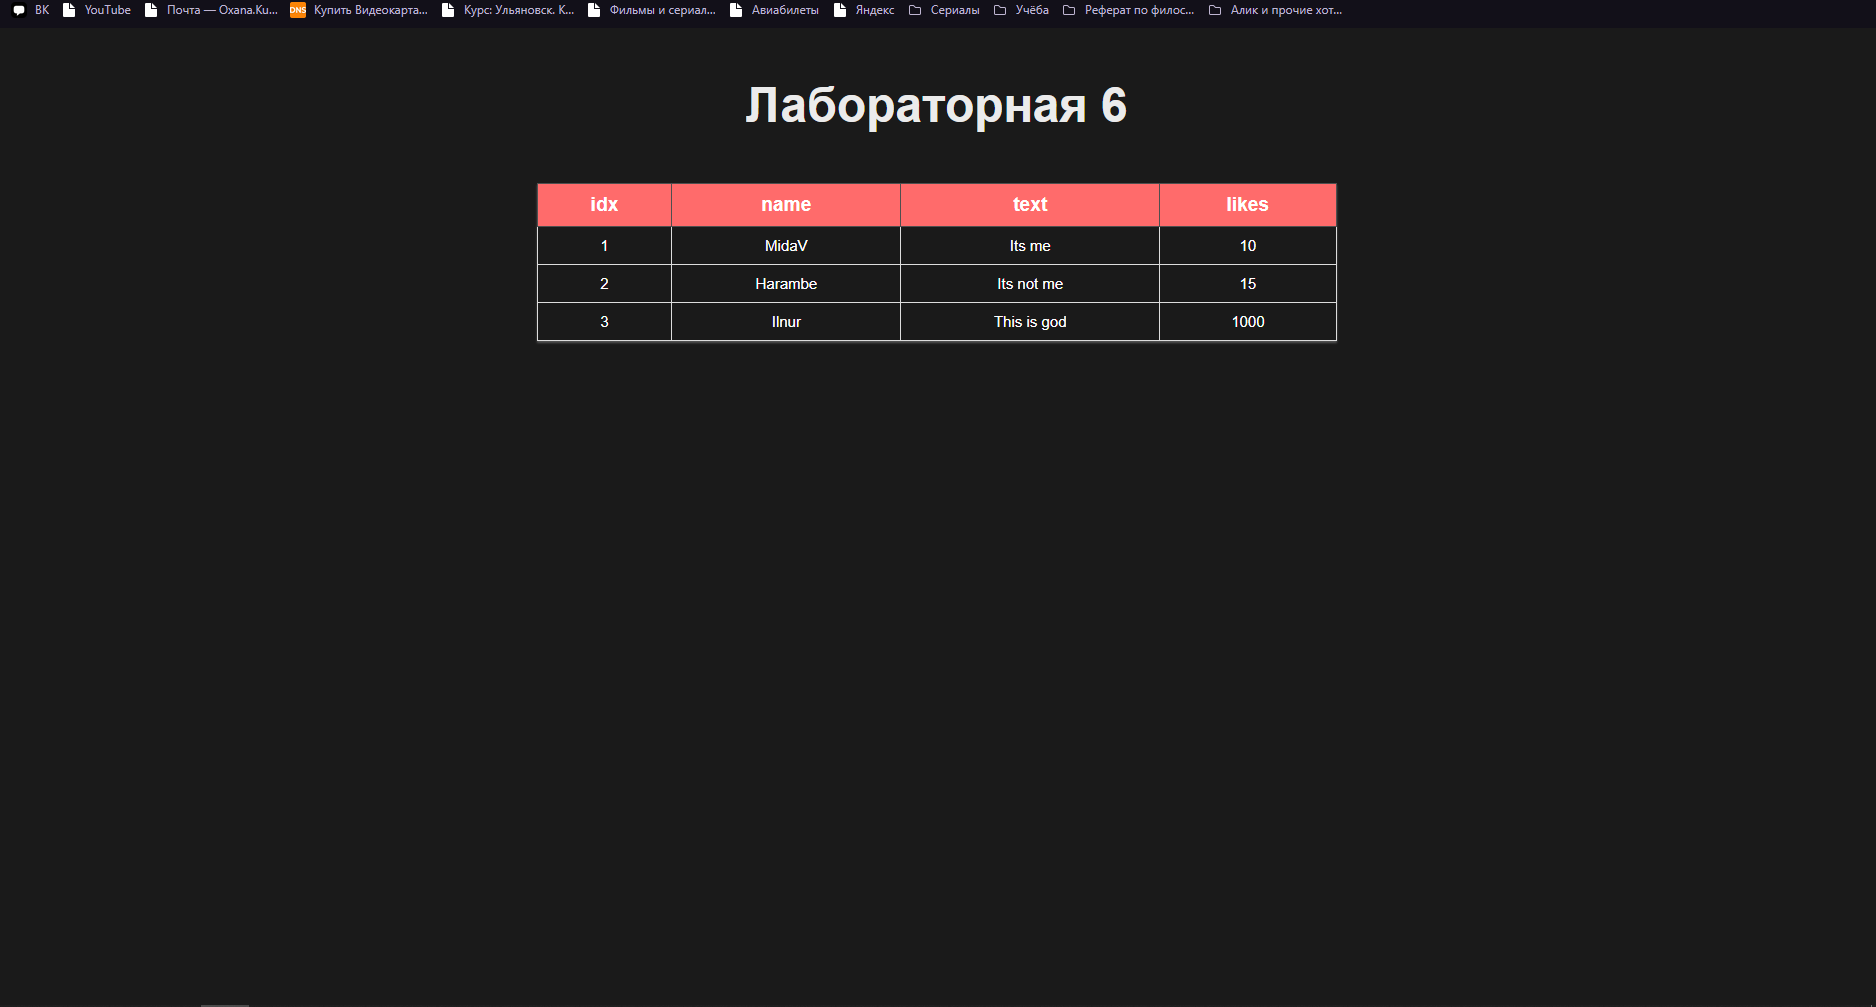 ВК YouTube Почта — Oxana.Ku... DNS Купить Видеокарта... Курс: Ульяновск. К... Фильмы и сериал... Авиабилеты Яндекс Сериалы Учёба Реферат по филос... Алик и прочие хот...
Лабораторная 6
idx name text likes
1 MidaV Its me 10
2 Harambe Its not me 15
3 Ilnur This is god 1000